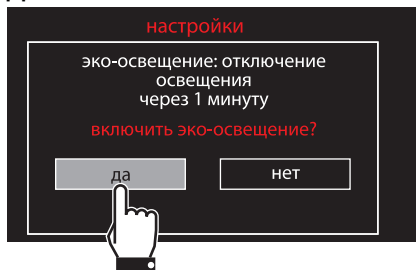 настройки
эко-освещение: отключение
освещения
через 1 минуту
включить эко-освещение?
да
нет